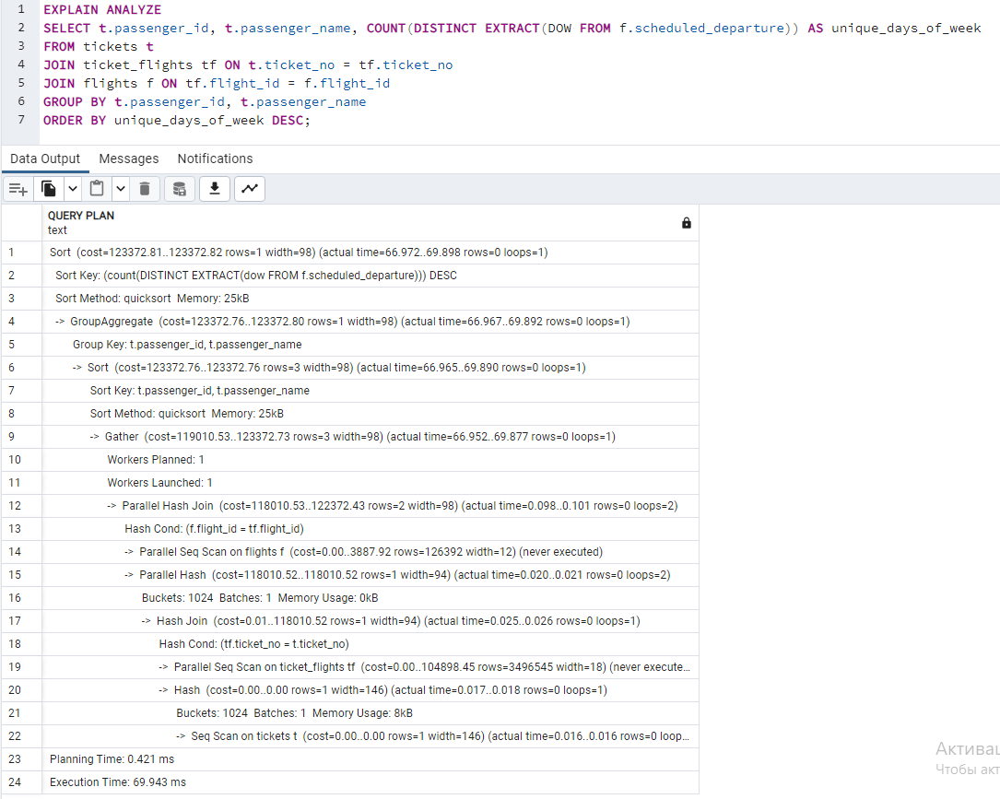 1 EXPLAIN ANALYZE
2 SELECT t.passenger_id, t.passenger_name, COUNT(DISTINCT EXTRACT(DOW FROM f.scheduled_departure)) AS unique_days_of_week
3 FROM tickets t
4 JOIN ticket_flights tf ON t.ticket_no = tf.ticket_no
5 JOIN flights f ON tf.flight_id = f.flight_id
6 GROUP BY t.passenger_id, t.passenger_name
7 ORDER BY unique_days_of_week DESC;
Data Output Messages Notifications
QUERY PLAN
text
1 Sort (cost=123372.81..123372.82 rows=1 width=98) (actual time=66.972..69.898 rows=0 loops=1)
2 Sort Key: (count(DISTINCT EXTRACT(dow FROM f.scheduled_departure))) DESC
3 Sort Method: quicksort Memory: 25kB
4 -> GroupAggregate (cost=123372.76..123372.80 rows=1 width=98) (actual time=66.967..69.892 rows=0 loops=1)
5 Group Key: t.passenger_id, t.passenger_name
6 -> Sort (cost=123372.76..123372.76 rows=3 width=98) (actual time=66.965..69.890 rows=0 loops=1)
7 Sort Key: t.passenger_id, t.passenger_name
8 Sort Method: quicksort Memory: 25kB
9 -> Gather (cost=119010.53..123372.73 rows=3 width=98) (actual time=66.952..69.877 rows=0 loops=1)
10 Workers Planned: 1
11 Workers Launched: 1
12 -> Parallel Hash Join (cost=118010.53..122372.43 rows=2 width=98) (actual time=0.098..0.101 rows=0 loops=2)
13 Hash Cond: (f.flight_id = tf.flight_id)
14 -> Parallel Seq Scan on flights f (cost=0.00..3887.92 rows=126392 width=12) (never executed)
15 -> Parallel Hash (cost=118010.52..118010.52 rows=1 width=94) (actual time=0.020..0.021 rows=0 loops=2)
16 Buckets: 1024 Batches: 1 Memory Usage: 0kB
17 -> Hash Join (cost=0.01..118010.52 rows=1 width=94) (actual time=0.025..0.026 rows=0 loops=1)
18 Hash Cond: (tf.ticket_no = t.ticket_no)
19 -> Parallel Seq Scan on ticket_flights tf (cost=0.00..104898.45 rows=3496545 width=18) (never execute...
20 -> Hash (cost=0.00..0.00 rows=1 width=146) (actual time=0.017..0.018 rows=0 loops=1)
21 Buckets: 1024 Batches: 1 Memory Usage: 8kB
22 -> Seq Scan on tickets t (cost=0.00..0.00 rows=1 width=146) (actual time=0.016..0.016 rows=0 loop...
23 Planning Time: 0.421 ms
24 Execution Time: 69.943 ms
Актива
Чтобы акт